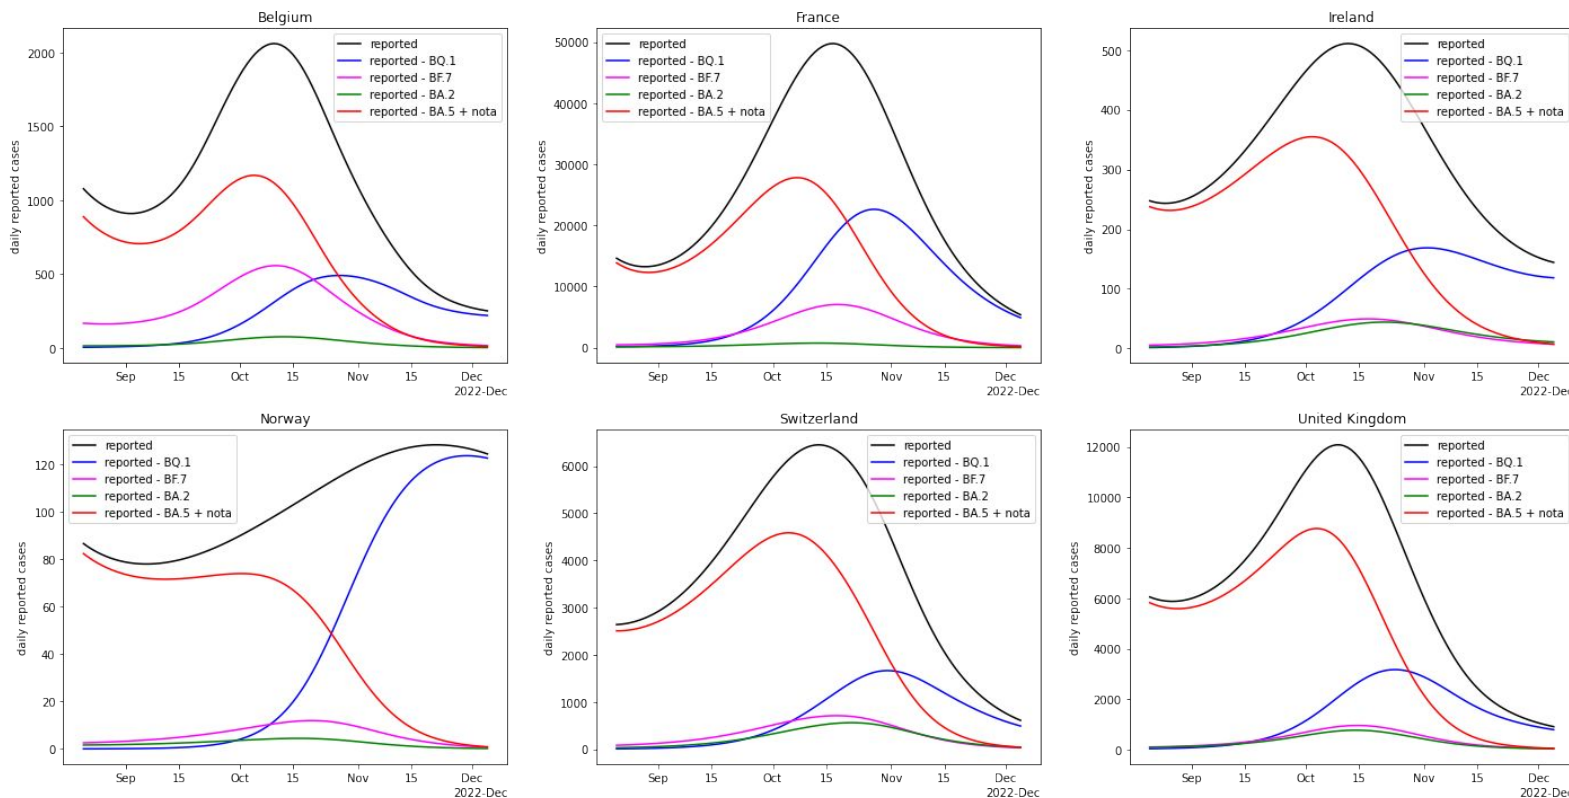 Belgium
daily reported cases
2000
1500
1000
500
0
reported
reported - BQ.1
reported - BF.7
reported - BA.2
reported - BA.5 + nota
Sep 15 Oct 15 Nov 15 Dec
2022-Dec
France
daily reported cases
50000
40000
30000
20000
10000
0
reported
reported - BQ.1
reported - BF.7
reported - BA.2
reported - BA.5 + nota
Sep 15 Oct 15 Nov 15 Dec
2022-Dec
Ireland
daily reported cases
500
400
300
200
100
0
reported
reported - BQ.1
reported - BF.7
reported - BA.2
reported - BA.5 + nota
Sep 15 Oct 15 Nov 15 Dec
2022-Dec
Norway
daily reported cases
120
100
80
60
40
20
0
reported
reported - BQ.1
reported - BF.7
reported - BA.2
reported - BA.5 + nota
Sep 15 Oct 15 Nov 15 Dec
2022-Dec
Switzerland
daily reported cases
6000
5000
4000
3000
2000
1000
0
reported
reported - BQ.1
reported - BF.7
reported - BA.2
reported - BA.5 + nota
Sep 15 Oct 15 Nov 15 Dec
2022-Dec
United Kingdom
daily reported cases
12000
10000
8000
6000
4000
2000
0
reported
reported - BQ.1
reported - BF.7
reported - BA.2
reported - BA.5 + nota
Sep 15 Oct 15 Nov 15 Dec
2022-Dec